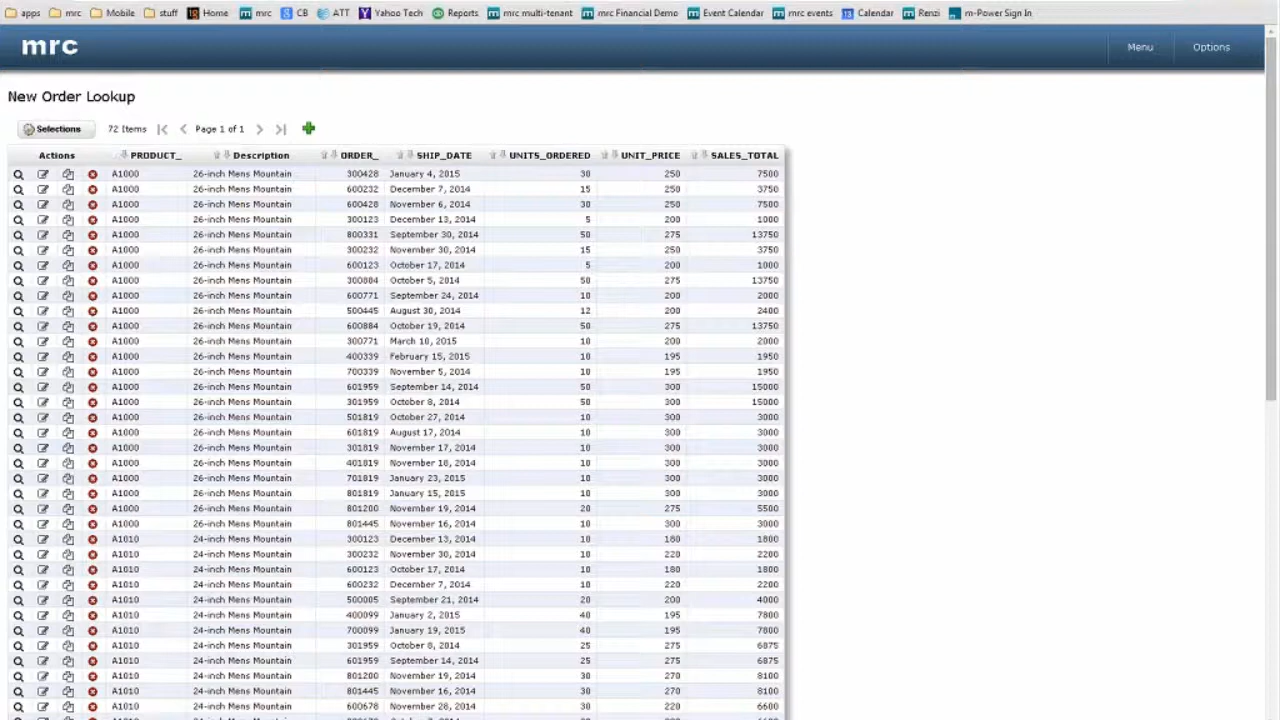 apps mrc Mobile stuff Home mrc CB ATT Yahoo Tech Reports mrc multi-tenant mrc Financial Demo Event Calendar mrc events Calendar Renzi m-Power Sign In
mrc Menu Options
New Order Lookup
Selections 72 Items Page 1 of 1
Actions PRODUCT_ Description ORDER_ SHIP_DATE UNITS_ORDERED UNIT_PRICE SALES_TOTAL
A1000 26-inch Mens Mountain 300428 January 4, 2015 30 250 7500
A1000 26-inch Mens Mountain 600232 December 7, 2014 15 250 3750
A1000 26-inch Mens Mountain 600428 November 6, 2014 30 250 7500
A1000 26-inch Mens Mountain 300123 December 13, 2014 5 200 1000
A1000 26-inch Mens Mountain 800331 September 30, 2014 50 275 13750
A1000 26-inch Mens Mountain 300232 November 30, 2014 15 250 3750
A1000 26-inch Mens Mountain 600123 October 17, 2014 5 200 1000
A1000 26-inch Mens Mountain 300884 October 5, 2014 50 275 13750
A1000 26-inch Mens Mountain 600771 September 24, 2014 10 200 2000
A1000 26-inch Mens Mountain 500445 August 30, 2014 12 200 2400
A1000 26-inch Mens Mountain 600884 October 19, 2014 50 275 13750
A1000 26-inch Mens Mountain 300771 March 10, 2015 10 200 2000
A1000 26-inch Mens Mountain 400339 February 15, 2015 10 195 1950
A1000 26-inch Mens Mountain 700339 November 5, 2014 10 195 1950
A1000 26-inch Mens Mountain 601959 September 14, 2014 50 300 15000
A1000 26-inch Mens Mountain 301959 October 8, 2014 50 300 15000
A1000 26-inch Mens Mountain 501819 October 27, 2014 10 300 3000
A1000 26-inch Mens Mountain 601819 August 17, 2014 10 300 3000
A1000 26-inch Mens Mountain 301819 November 17, 2014 10 300 3000
A1000 26-inch Mens Mountain 401819 November 18, 2014 10 300 3000
A1000 26-inch Mens Mountain 701819 January 23, 2015 10 300 3000
A1000 26-inch Mens Mountain 801819 January 15, 2015 10 300 3000
A1000 26-inch Mens Mountain 801200 November 19, 2014 20 275 5500
A1000 26-inch Mens Mountain 801445 November 16, 2014 10 300 3000
A1010 24-inch Mens Mountain 300123 December 13, 2014 10 180 1800
A1010 24-inch Mens Mountain 300232 November 30, 2014 10 220 2200
A1010 24-inch Mens Mountain 600123 October 17, 2014 10 180 1800
A1010 24-inch Mens Mountain 600232 December 7, 2014 10 220 2200
A1010 24-inch Mens Mountain 500005 September 21, 2014 20 200 4000
A1010 24-inch Mens Mountain 400099 January 2, 2015 40 195 7800
A1010 24-inch Mens Mountain 700099 January 19, 2015 40 195 7800
A1010 24-inch Mens Mountain 301959 October 8, 2014 25 275 6875
A1010 24-inch Mens Mountain 601959 September 14, 2014 25 275 6875
A1010 24-inch Mens Mountain 801200 November 19, 2014 30 270 8100
A1010 24-inch Mens Mountain 801445 November 16, 2014 30 270 8100
A1010 24-inch Mens Mountain 600678 November 28, 2014 30 220 6600